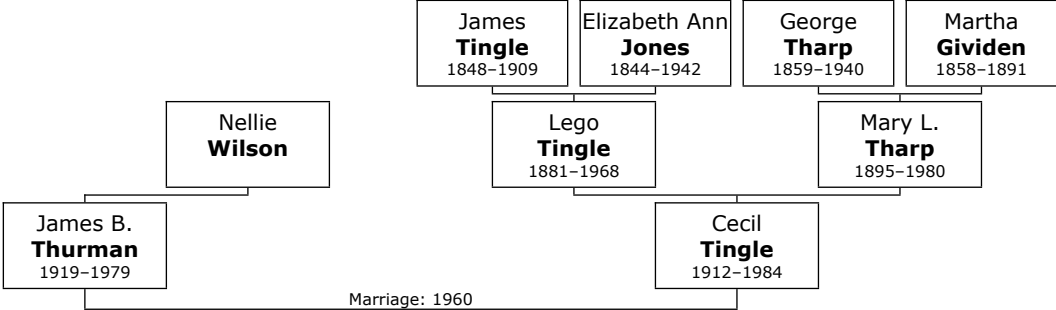 James
Tingle
1848–1909
Elizabeth Ann
Jones
1844–1942
George
Tharp
1859–1940
Martha
Gividen
1858–1891
Nellie
Wilson
Lego
Tingle
1881–1968
Mary L.
Tharp
1895–1980
James B.
Thurman
1919–1979
Cecil
Tingle
1912–1984
Marriage: 1960